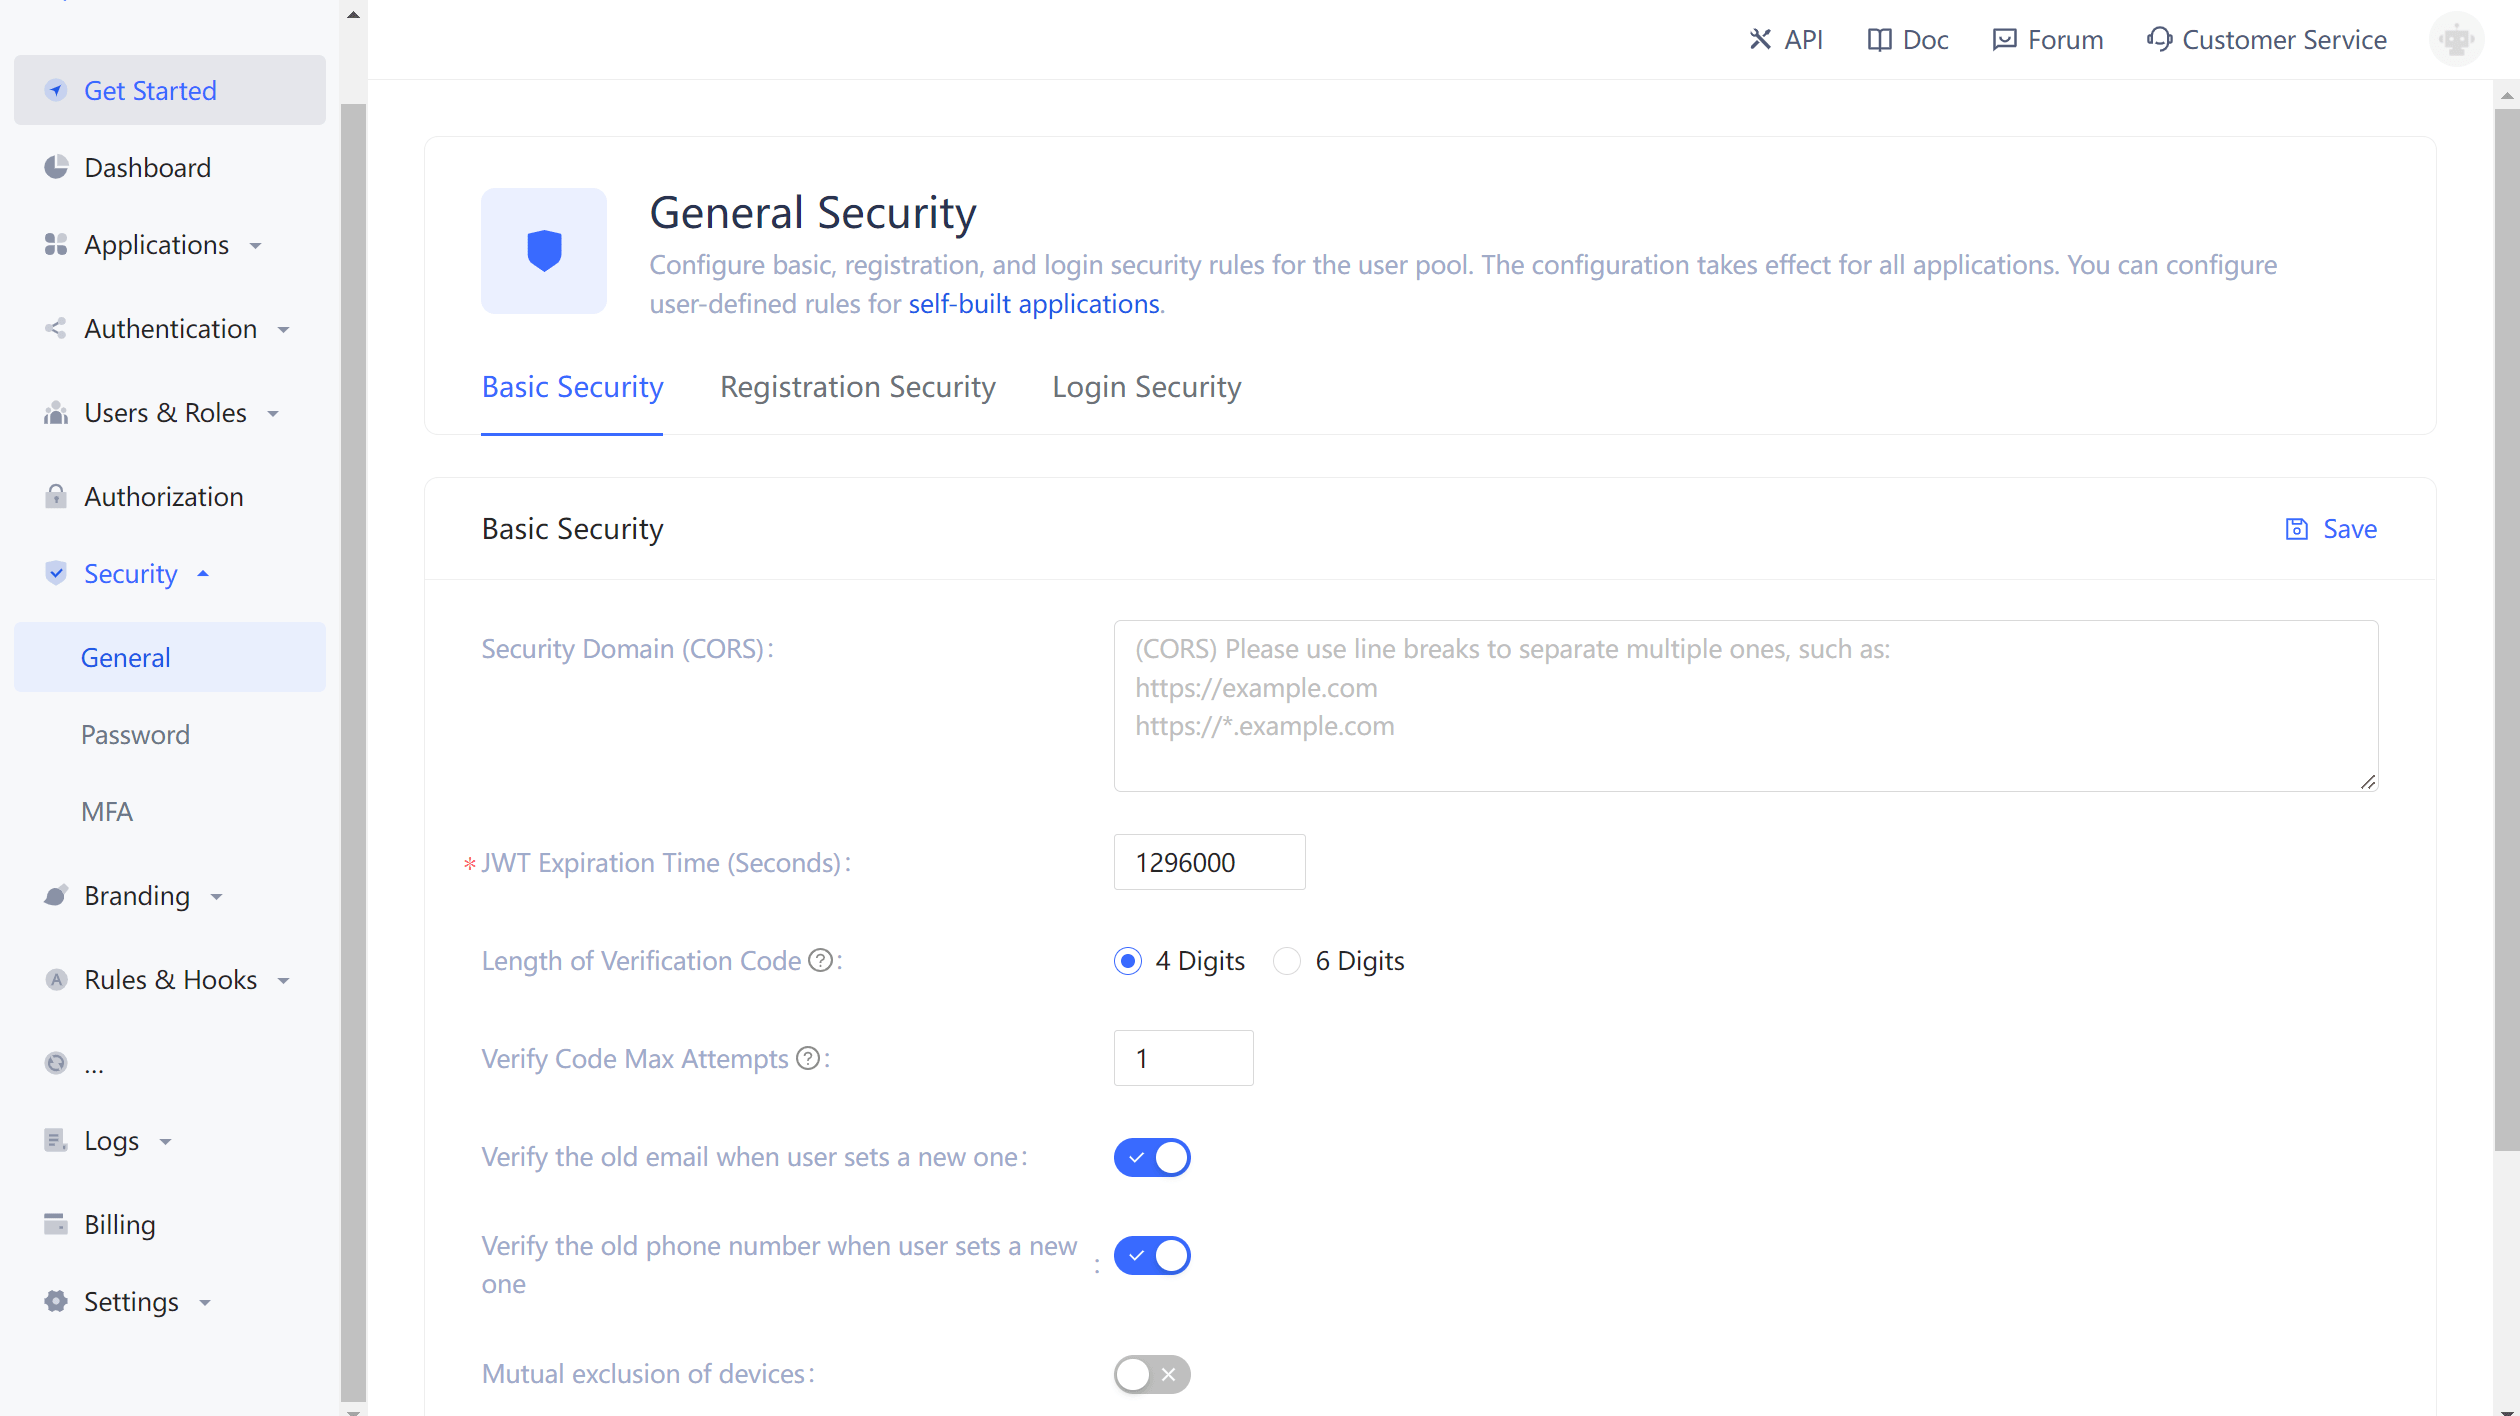 API
Doc
Forum
Customer Service
Get Started
Dashboard
Applications
Authentication
Users & Roles
Authorization
Security
General
Password
MFA
Branding
Rules & Hooks
...
Logs
Billing
Settings
General Security
Configure basic, registration, and login security rules for the user pool. The configuration takes effect for all applications. You can configure
user-defined rules for self-built applications.
Basic Security
Registration Security
Login Security
Basic Security
Save
Security Domain (CORS):
(CORS) Please use line breaks to separate multiple ones, such as:
https://example.com
https://*.example.com
* JWT Expiration Time (Seconds):
1296000
Length of Verification Code ? :
4 Digits
6 Digits
Verify Code Max Attempts ? :
1
Verify the old email when user sets a new one:
Verify the old phone number when user sets a new
one :
Mutual exclusion of devices: